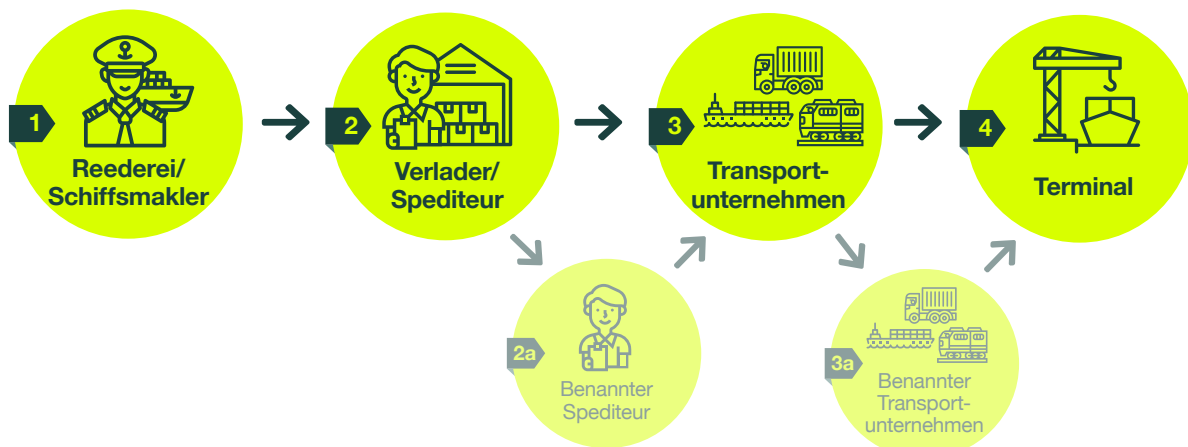 1
Reederei/
Schiffsmakler
2
Verlader/
Spediteur
3
Transport-
unternehmen
4
Terminal
2a
Benannter
Spediteur
3a
Benannter
Transport-
unternehmen